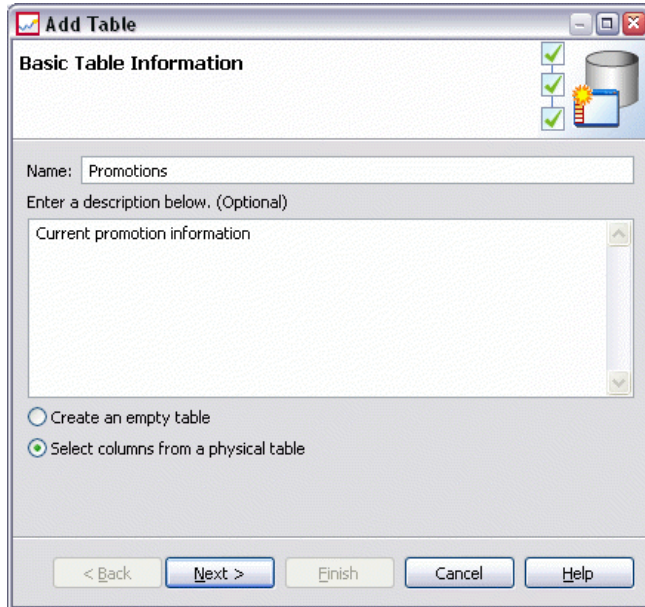 Add Table
Basic Table Information
Name: Promotions
Enter a description below. (Optional)
Current promotion information
Create an empty table
Select columns from a physical table
< Back Next > Finish Cancel Help